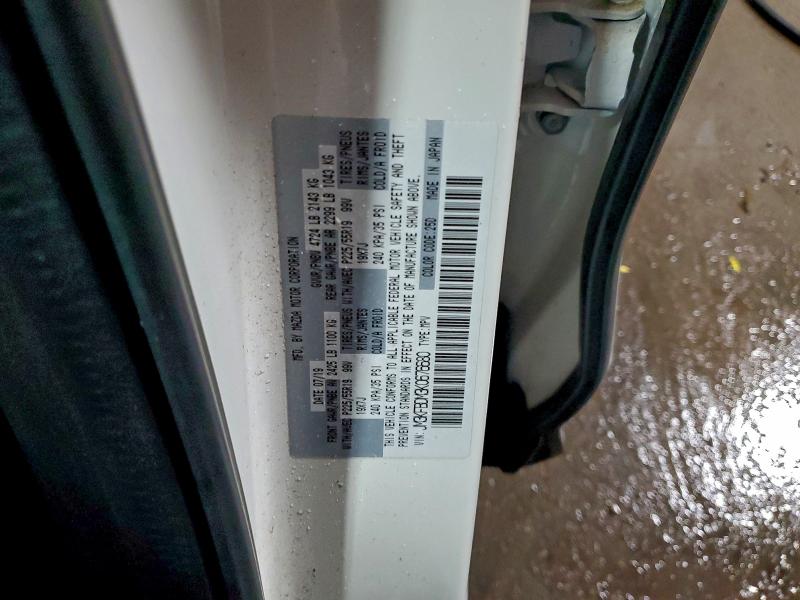 MFD. BY MAZDA MOTOR CORPORATION
DATE 07/19 GVWR/PNBV 4724 LB 2143 KG
FRONT GAWR/PNBE AV 2425 LB 1100 KG REAR GAWR/PNBE AR 2299 LB 1043 KG
WITH/AVEC P225/55R19 99V TIRES/PNEUS WITH/AVEC P225/55R19 99V TIRES/PNEUS
19X7J RIMS/JANTES 19X7J RIMS/JANTES
240 KPA/35 PSI COLD/A FROID 240 KPA/35 PSI COLD/A FROID
THIS VEHICLE CONFORMS TO ALL APPLICABLE FEDERAL MOTOR VEHICLE SAFETY AND THEFT
PREVENTION STANDARDS IN EFFECT ON THE DATE OF MANUFACTURE SHOWN ABOVE.
VIN: TYPE:MPV COLOR CODE:25D MADE IN JAPAN